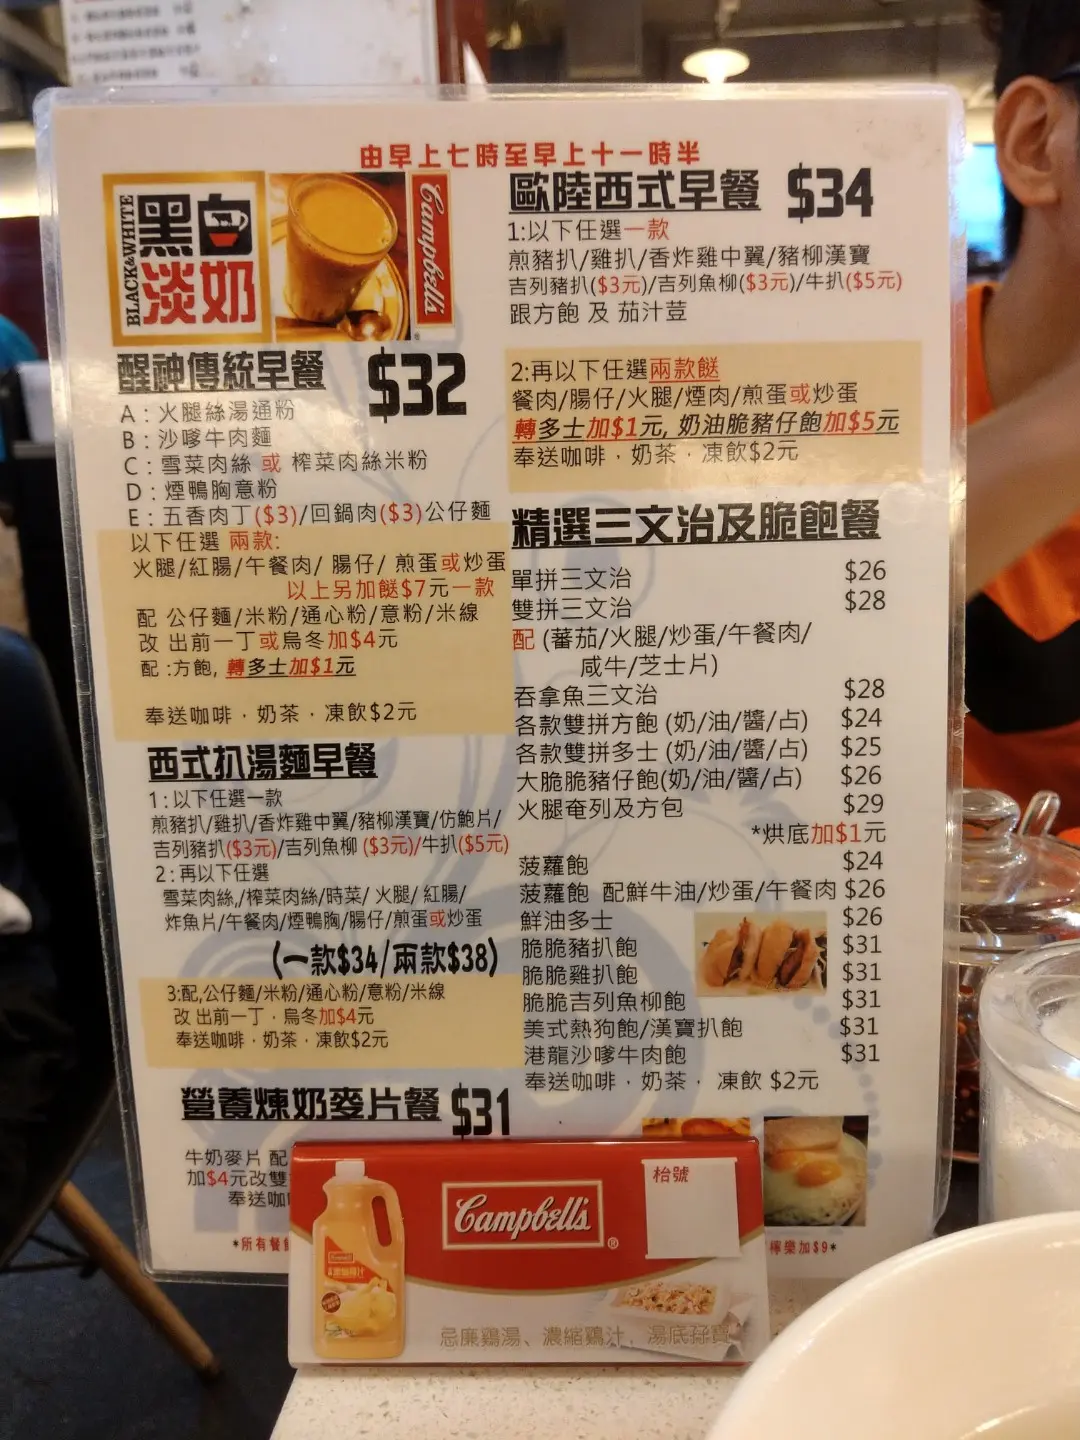 由早上七時至早上十一時半
BLACK&WHITE
黑白
淡奶
Campbell's
醒神傳統早餐 $32
A：火腿絲湯通粉
B：沙嗲牛肉麵
C：雪菜肉絲 或 榨菜肉絲米粉
D：煙鴨胸意粉
E：五香肉丁($3)/回鍋肉($3)公仔麵
以下任選 兩款:
火腿/紅腸/午餐肉/ 腸仔/ 煎蛋或炒蛋
以上另加餸$7元一款
配 公仔麵/米粉/通心粉/意粉/米線
改 出前一丁或烏冬加$4元
配 :方飽, 轉多士加$1元
奉送咖啡．奶茶．凍飲$2元
西式扒湯麵早餐
1:以下任選一款
煎豬扒/雞扒/香炸雞中翼/豬柳漢寶/仿鮑片/
吉列豬扒($3元)/吉列魚柳 ($3元)/牛扒($5元)
2:再以下任選
雪菜肉絲,/榨菜肉絲/時菜/ 火腿/ 紅腸/
炸魚片/午餐肉/煙鴨胸/腸仔/煎蛋或炒蛋
(一款$34/兩款$38)
3:配,公仔麵/米粉/通心粉/意粉/米線
改 出前一丁．烏冬加$4元
奉送咖啡．奶茶．凍飲$2元
營養煉奶麥片餐 $31
牛奶麥片 配
加$4元改雙
奉送咖
*所有餐
歐陸西式早餐 $34
1:以下任選一款
煎豬扒/雞扒/香炸雞中翼/豬柳漢寶
吉列豬扒($3元)/吉列魚柳($3元)/牛扒($5元)
跟方飽 及 茄汁荳
2:再以下任選兩款餸
餐肉/腸仔/火腿/煙肉/煎蛋或炒蛋
轉多士加$1元, 奶油脆豬仔飽加$5元
奉送咖啡．奶茶．凍飲$2元
精選三文治及脆飽餐
單拼三文治 $26
雙拼三文治 $28
配 (蕃茄/火腿/炒蛋/午餐肉/
咸牛/芝士片)
吞拿魚三文治 $28
各款雙拼方飽 (奶/油/醬/占) $24
各款雙拼多士 (奶/油/醬/占) $25
大脆脆豬仔飽(奶/油/醬/占) $26
火腿奄列及方包 $29
*烘底加$1元
菠蘿飽 $24
菠蘿飽 配鮮牛油/炒蛋/午餐肉 $26
鮮油多士 $26
脆脆豬扒飽 $31
脆脆雞扒飽 $31
脆脆吉列魚柳飽 $31
美式熱狗飽/漢寶扒飽 $31
港龍沙嗲牛肉飽 $31
奉送咖啡．奶茶． 凍飲 $2元
檸樂加$9*
Campbell's
枱號
忌廉雞湯、濃縮雞汁、湯底孖寶